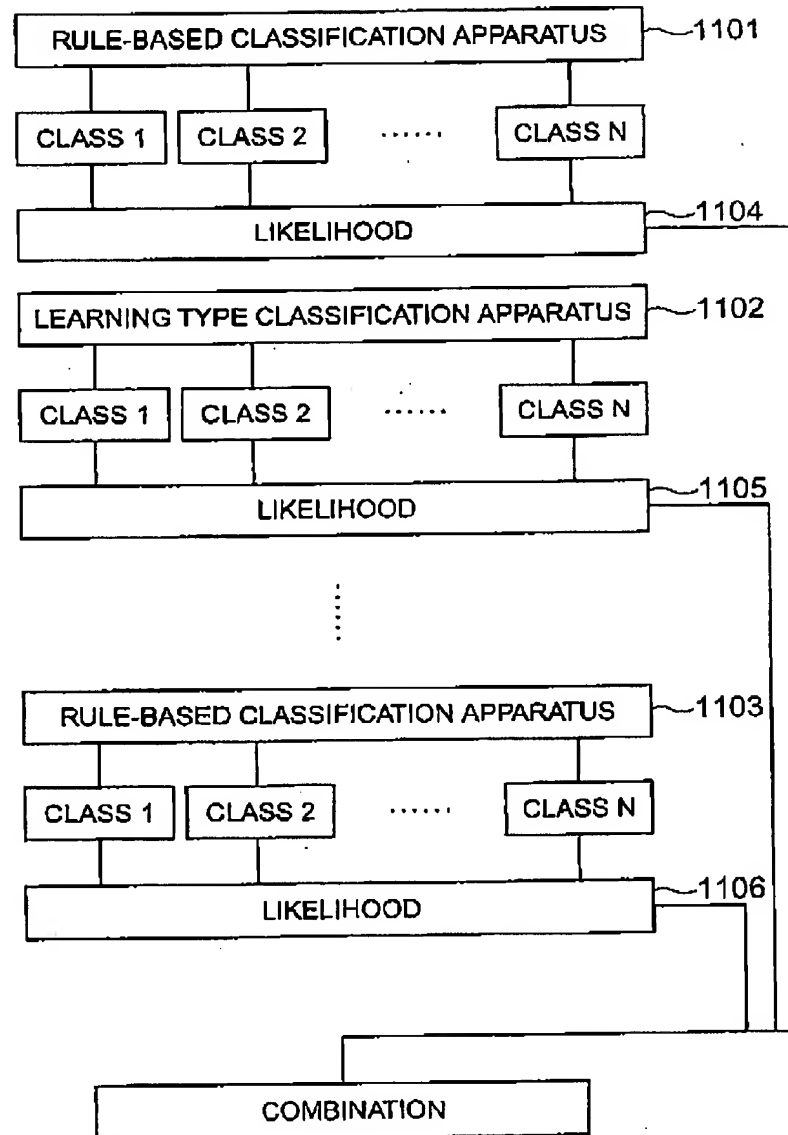 RULE-BASED CLASSIFICATION APPARATUS 1101
CLASS 1 CLASS 2 ...... CLASS N
LIKELIHOOD 1104
LEARNING TYPE CLASSIFICATION APPARATUS 1102
CLASS 1 CLASS 2 ...... CLASS N
LIKELIHOOD 1105
......
RULE-BASED CLASSIFICATION APPARATUS 1103
CLASS 1 CLASS 2 ...... CLASS N
LIKELIHOOD 1106
COMBINATION